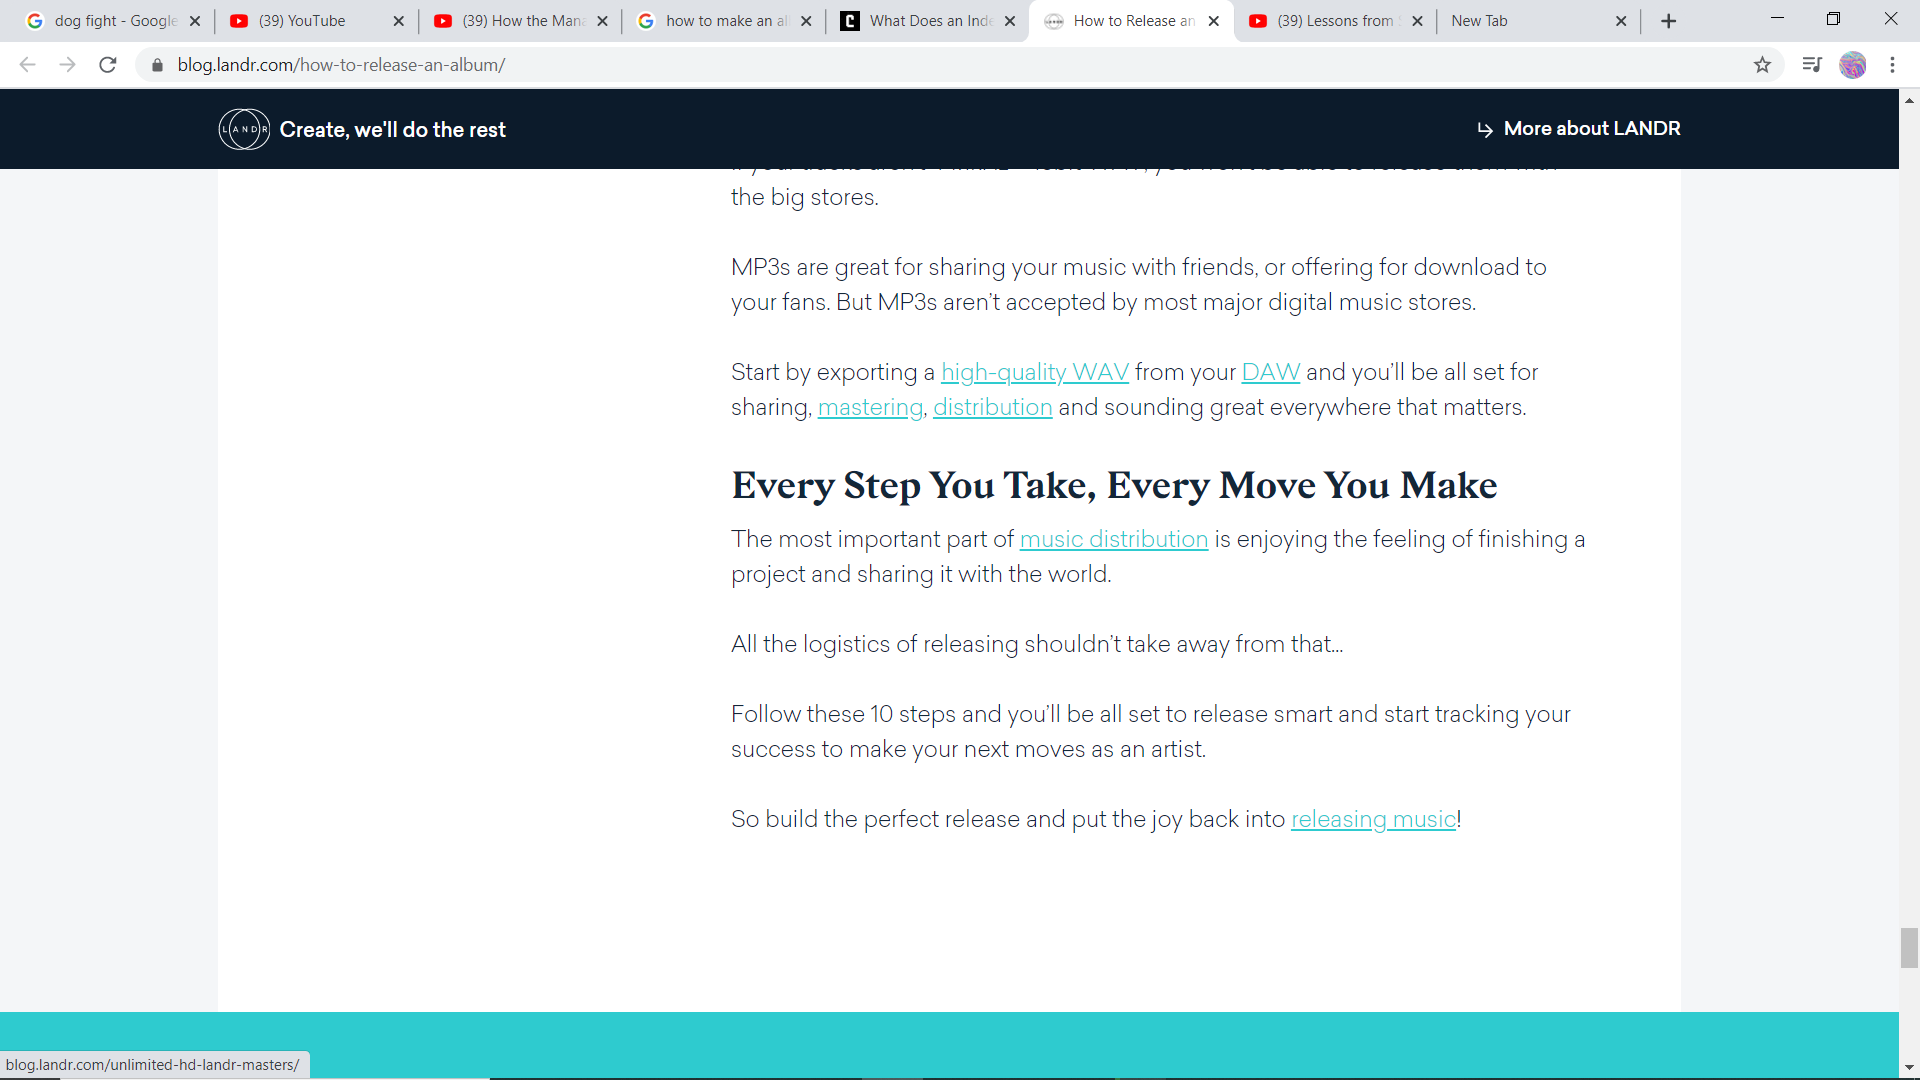 dog fight - Google
(39) YouTube
(39) How the Mana
how to make an al
What Does an Inde
How to Release an
(39) Lessons from
New Tab
blog.landr.com/how-to-release-an-album/
LANDR
Create, we'll do the rest
More about LANDR
the big stores.
MP3s are great for sharing your music with friends, or offering for download to
your fans. But MP3s aren’t accepted by most major digital music stores.
Start by exporting a high-quality WAV from your DAW and you’ll be all set for
sharing, mastering, distribution and sounding great everywhere that matters.
Every Step You Take, Every Move You Make
The most important part of music distribution is enjoying the feeling of finishing a
project and sharing it with the world.
All the logistics of releasing shouldn’t take away from that…
Follow these 10 steps and you’ll be all set to release smart and start tracking your
success to make your next moves as an artist.
So build the perfect release and put the joy back into releasing music!
blog.landr.com/unlimited-hd-landr-masters/